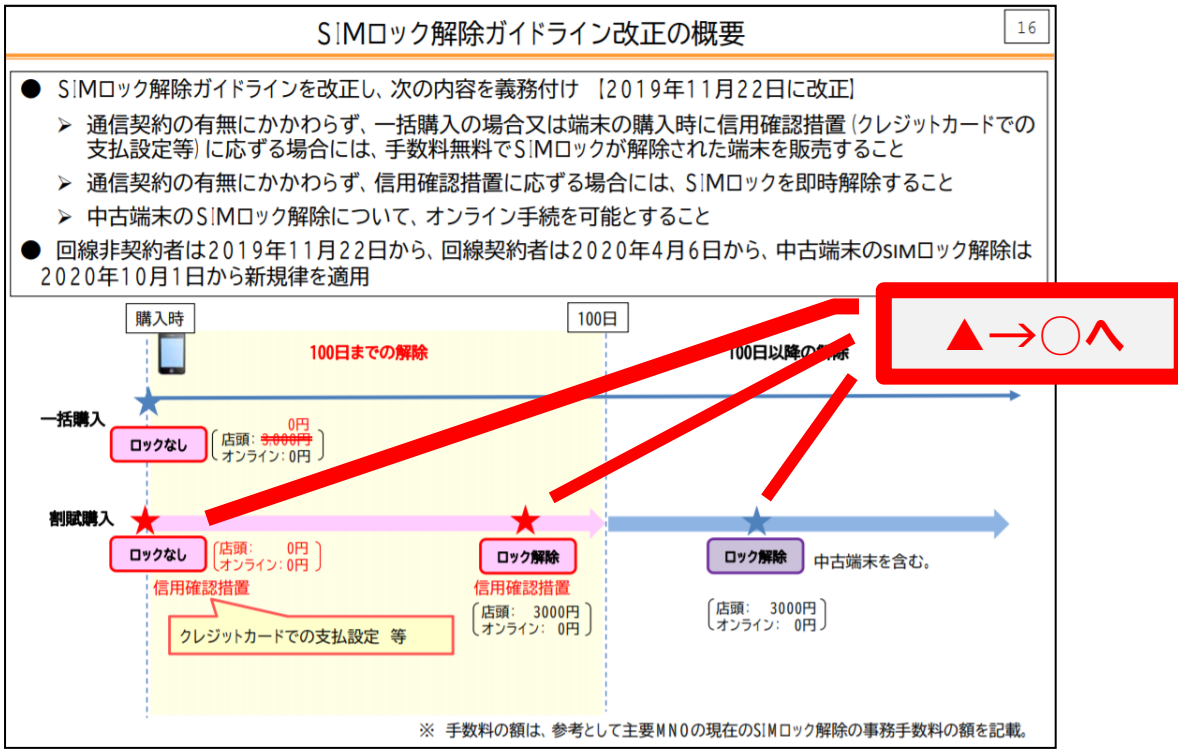 SIMロック解除ガイドライン改正の概要
16
● SIMロック解除ガイドラインを改正し、次の内容を義務付け 【2019年11月22日に改正】
➢ 通信契約の有無にかかわらず、一括購入の場合又は端末の購入時に信用確認措置(クレジットカードでの
支払設定等)に応ずる場合には、手数料無料でSIMロックが解除された端末を販売すること
➢ 通信契約の有無にかかわらず、信用確認措置に応ずる場合には、SIMロックを即時解除すること
➢ 中古端末のSIMロック解除について、オンライン手続を可能とすること
● 回線非契約者は2019年11月22日から、回線契約者は2020年4月6日から、中古端末のSIMロック解除は
2020年10月1日から新規律を適用
▲→○へ
購入時
100日
100日までの解除
100日以降の解除
一括購入
ロックなし
0円
店頭: 3,000円
オンライン: 0円
割賦購入
ロックなし
店頭: 0円
オンライン: 0円
信用確認措置
クレジットカードでの支払設定 等
ロック解除
信用確認措置
店頭: 3000円
オンライン: 0円
ロック解除
中古端末を含む。
店頭: 3000円
オンライン: 0円
※ 手数料の額は、参考として主要MNOの現在のSIMロック解除の事務手数料の額を記載。